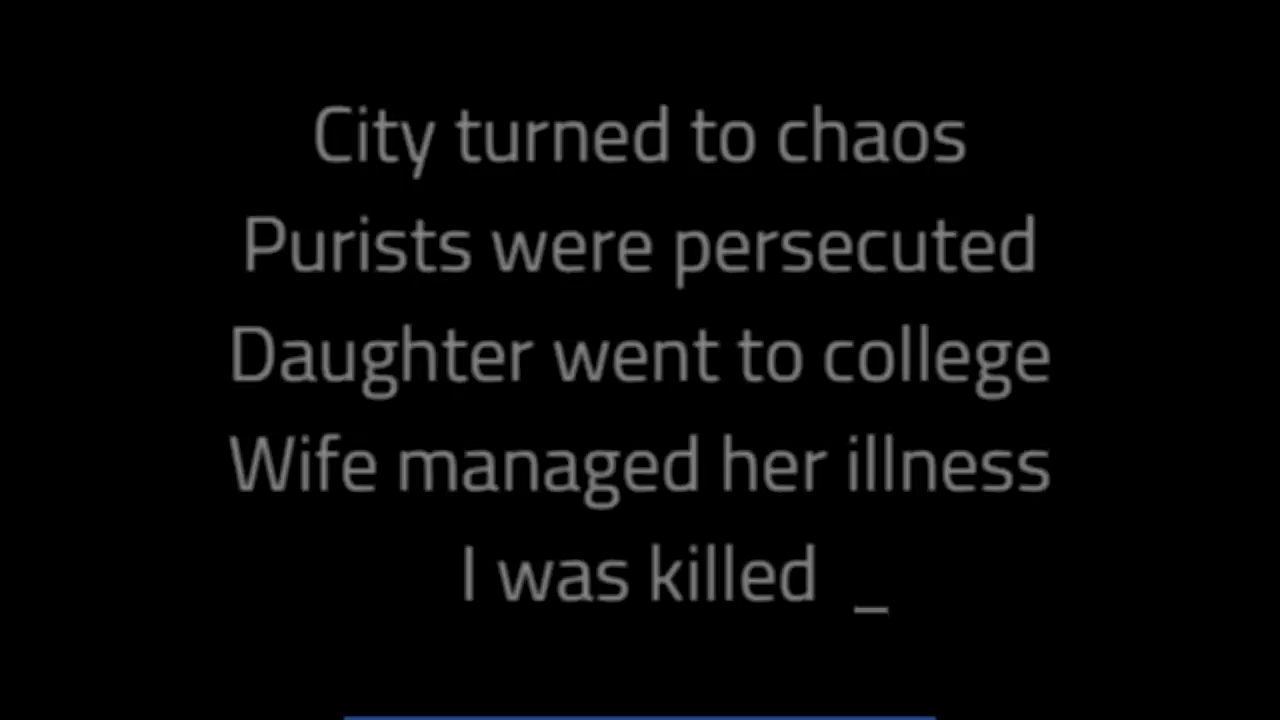 City turned to chaos
Purists were persecuted
Daughter went to college
Wife managed her illness
I was killed _